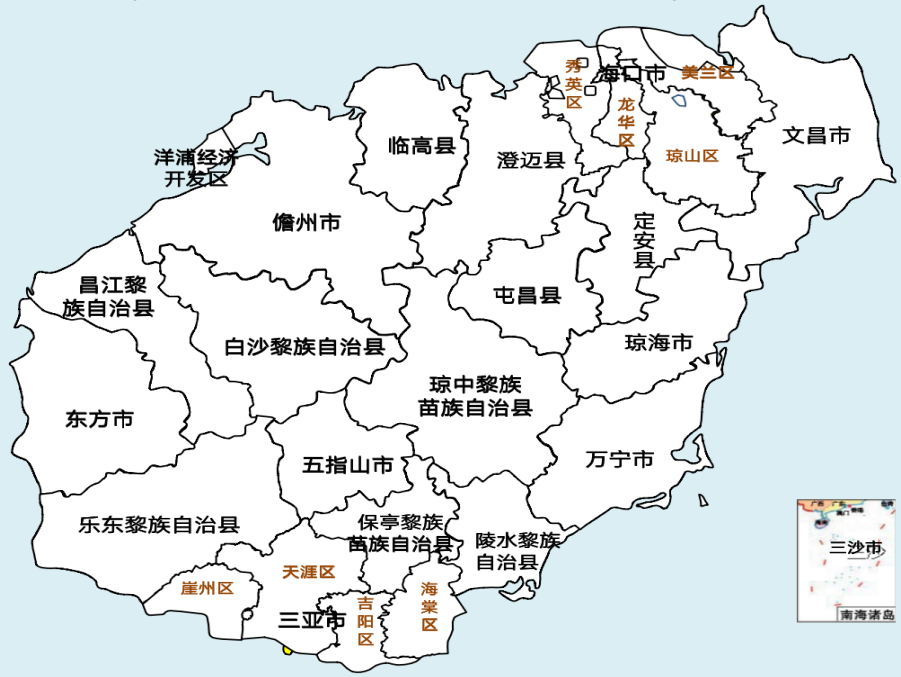 秀英区
海口市
美兰区
龙华区
琼山区
文昌市
临高县
澄迈县
洋浦经济
开发区
儋州市
定安县
昌江黎
族自治县
屯昌县
白沙黎族自治县
琼海市
琼中黎族
苗族自治县
东方市
五指山市
万宁市
乐东黎族自治县
保亭黎族
苗族自治县
陵水黎族
自治县
崖州区
天涯区
三亚市
吉阳区
海棠区
三沙市
南海诸岛